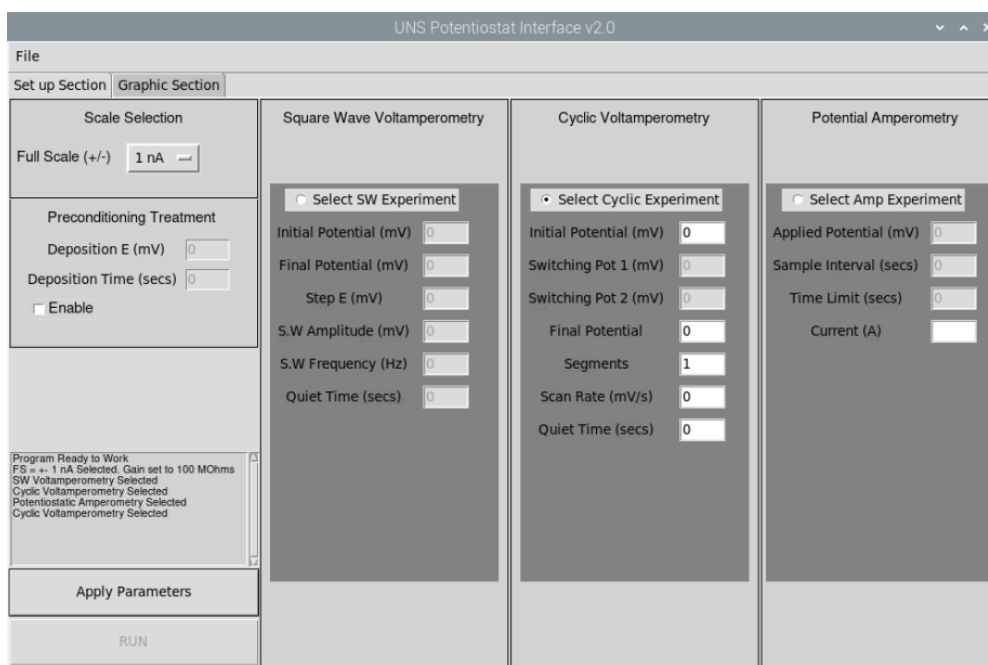 UNS Potentiostat Interface v2.0
File
Set up Section
Graphic Section
Scale Selection
Full Scale (+/-) 1 nA
Preconditioning Treatment
Deposition E (mV) 0
Deposition Time (secs) 0
Enable
Program Ready to Work
FS = +- 1 nA Selected. Gain set to 100 MOhms
SW Voltamperometry Selected
Cyclic Voltamperometry Selected
Potentiostatic Amperometry Selected
Cyclic Voltamperometry Selected
Apply Parameters
RUN
Square Wave Voltamperometry
Select SW Experiment
Initial Potential (mV) 0
Final Potential (mV) 0
Step E (mV) 0
S.W Amplitude (mV) 0
S.W Frequency (Hz) 0
Quiet Time (secs) 0
Cyclic Voltamperometry
Select Cyclic Experiment
Initial Potential (mV) 0
Switching Pot 1 (mV) 0
Switching Pot 2 (mV) 0
Final Potential 0
Segments 1
Scan Rate (mV/s) 0
Quiet Time (secs) 0
Potential Amperometry
Select Amp Experiment
Applied Potential (mV) 0
Sample Interval (secs) 0
Time Limit (secs) 0
Current (A)